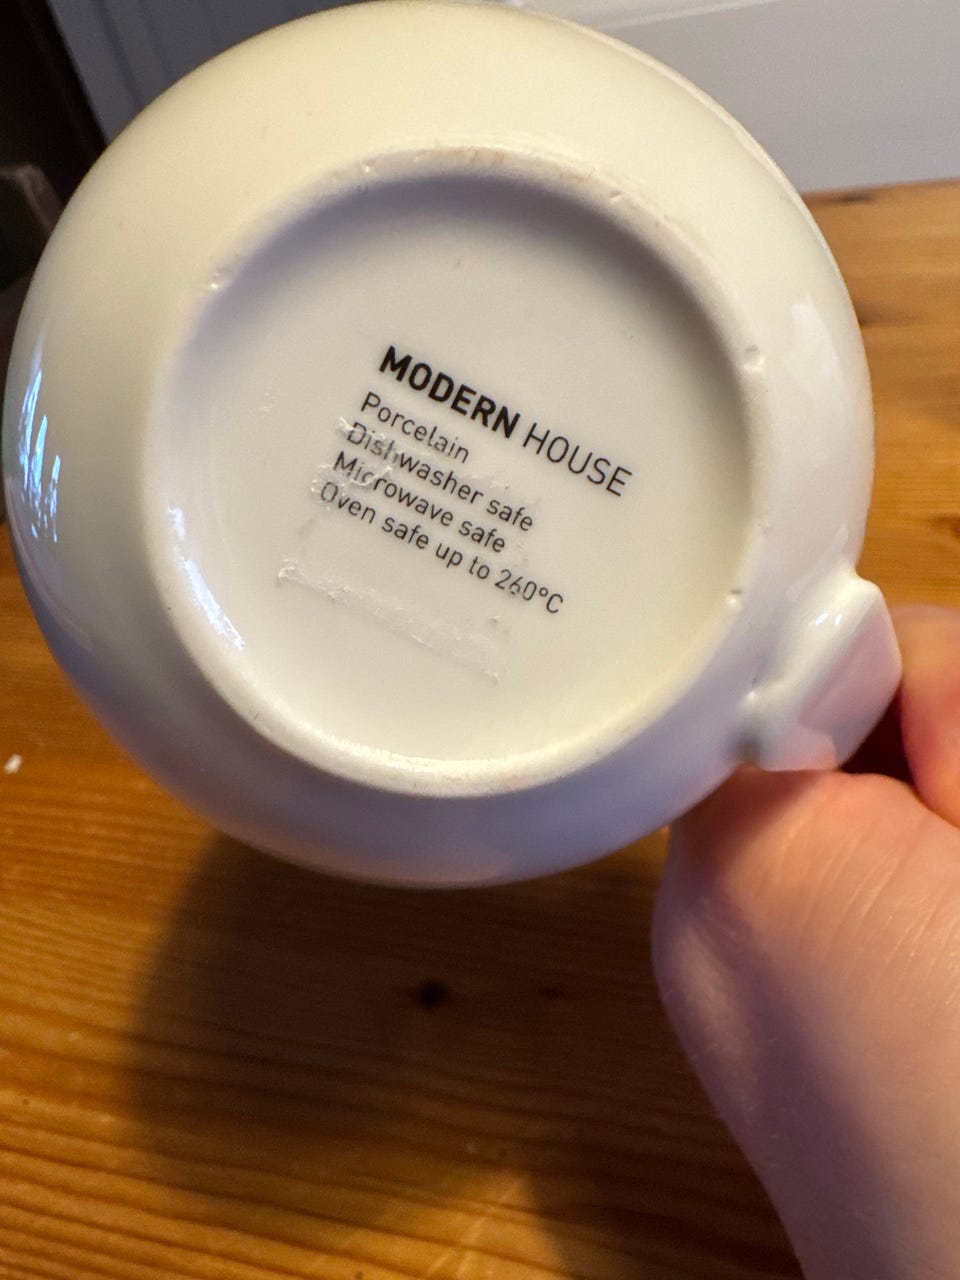 MODERN HOUSE
Porcelain
Dishwasher safe
Microwave safe
Oven safe up to 260°C